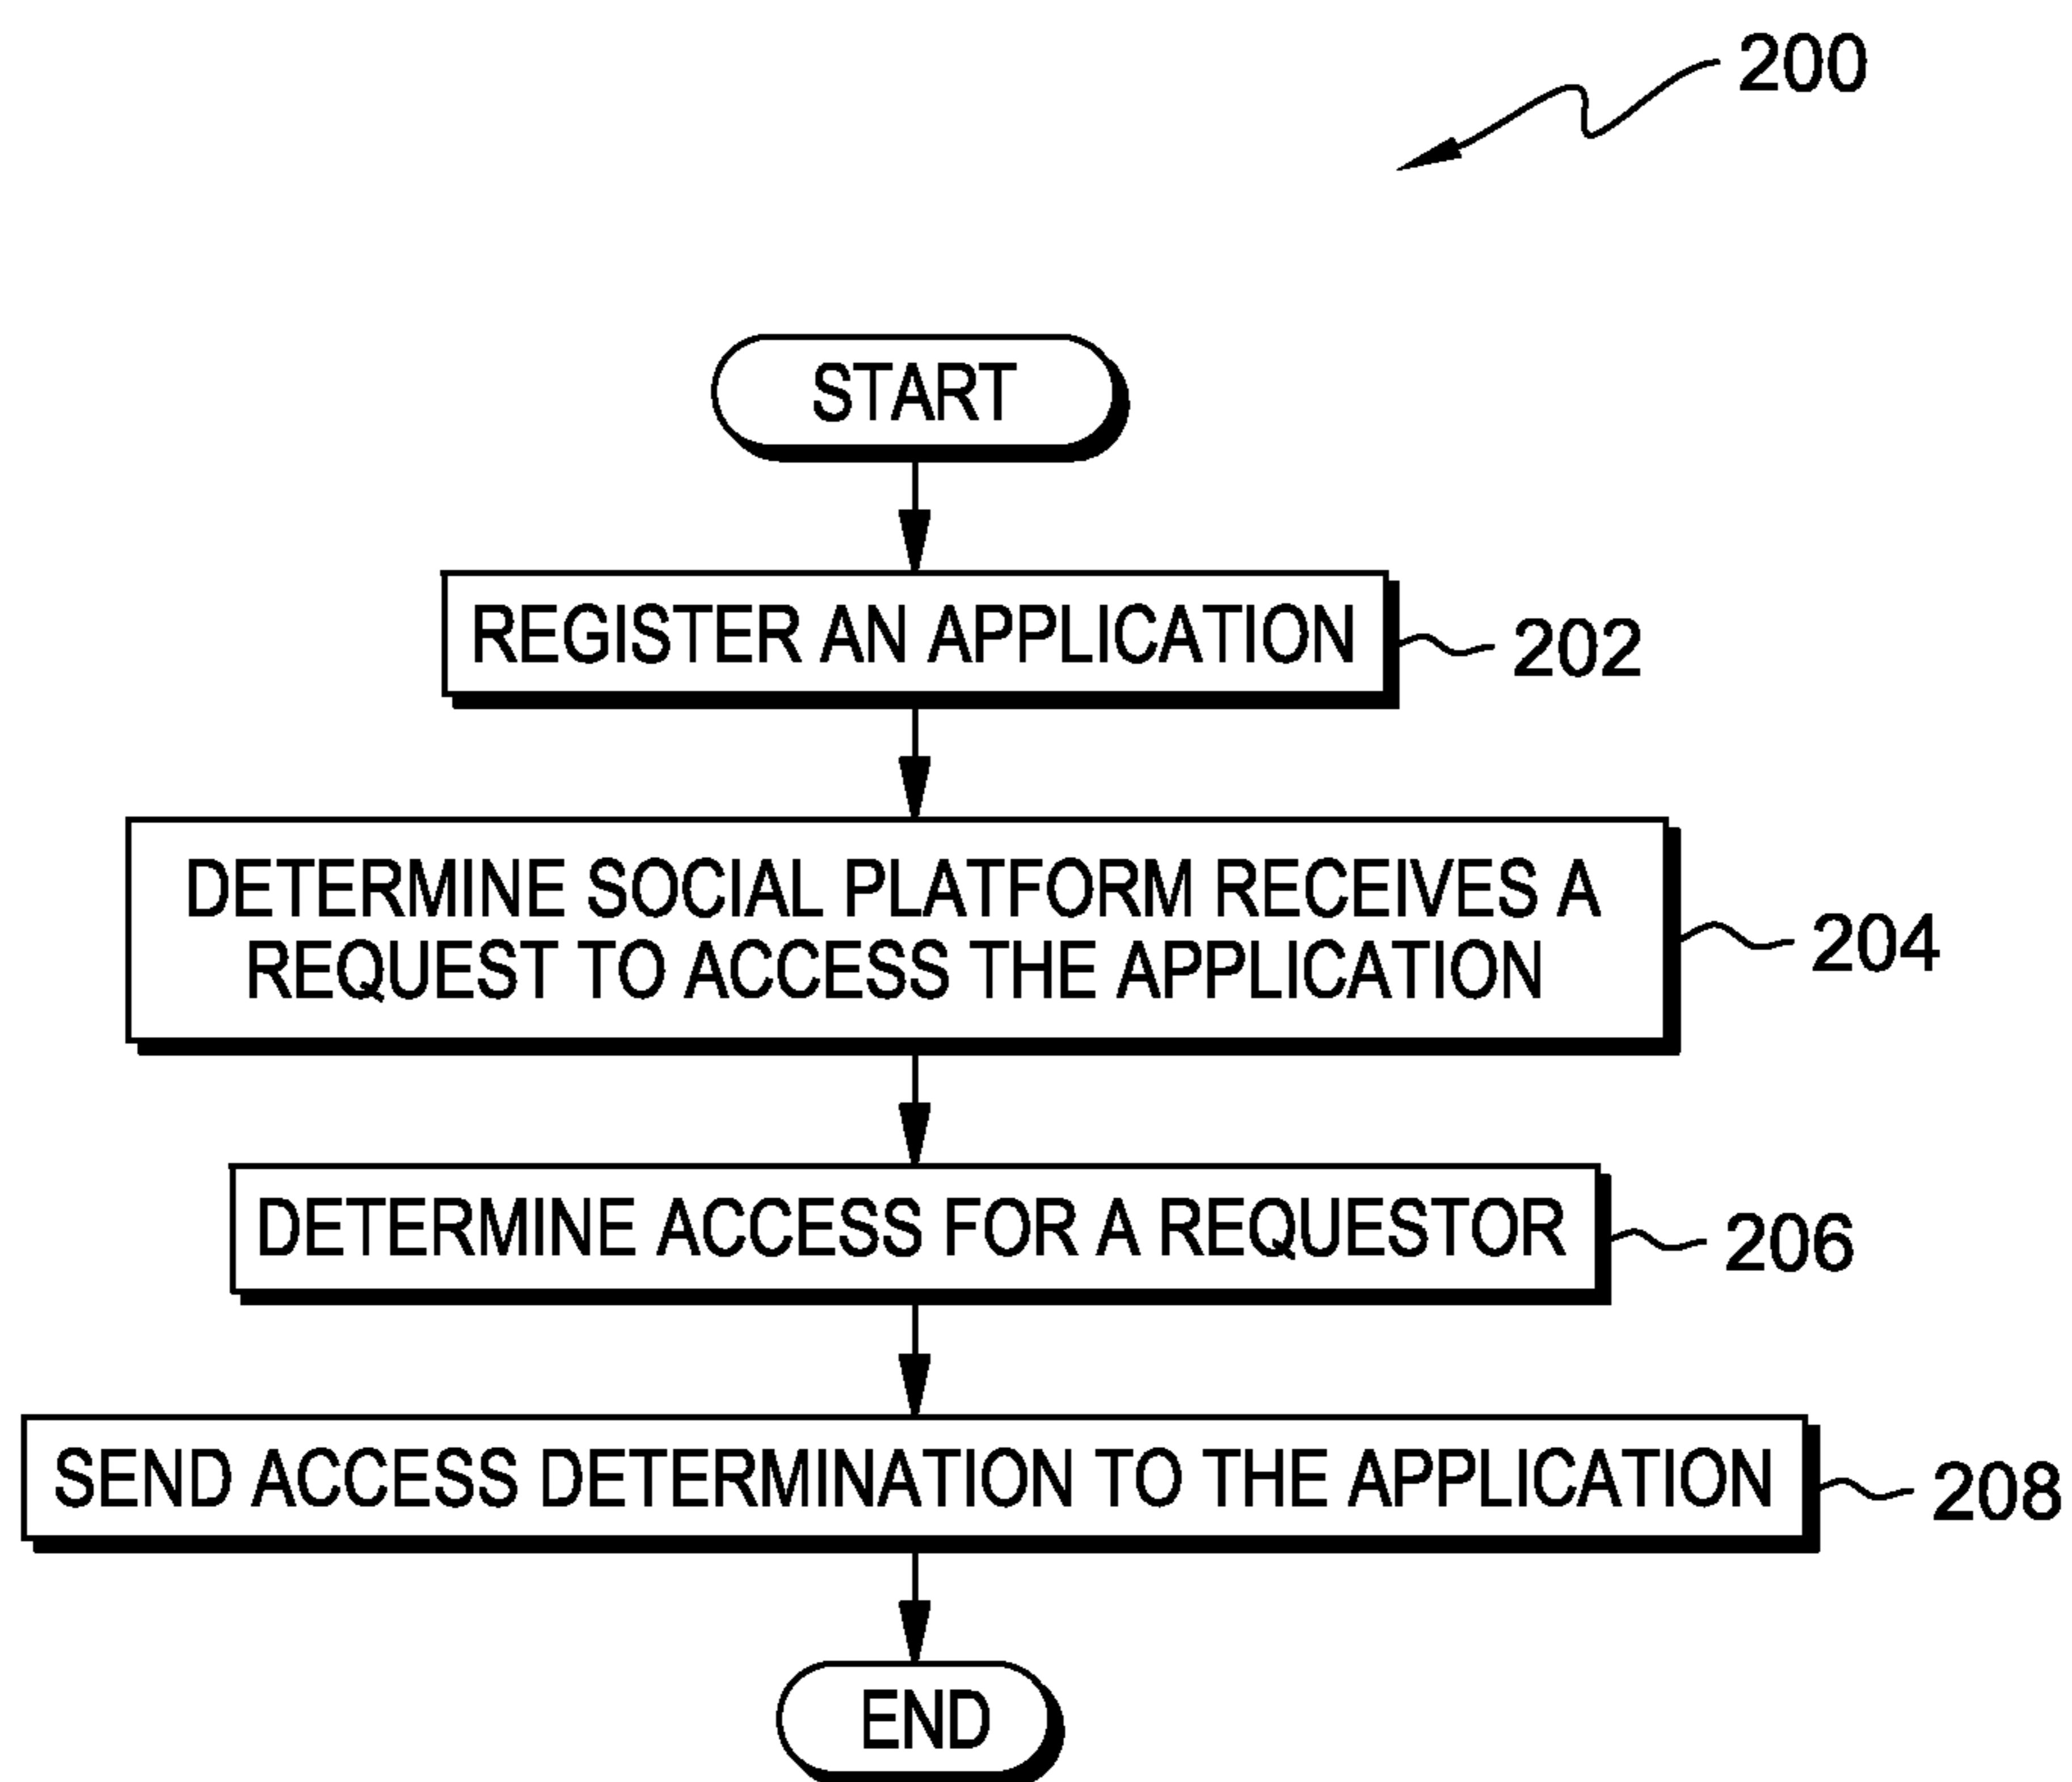 200
START
REGISTER AN APPLICATION
202
DETERMINE SOCIAL PLATFORM RECEIVES A
REQUEST TO ACCESS THE APPLICATION
204
DETERMINE ACCESS FOR A REQUESTOR
206
SEND ACCESS DETERMINATION TO THE APPLICATION
208
END